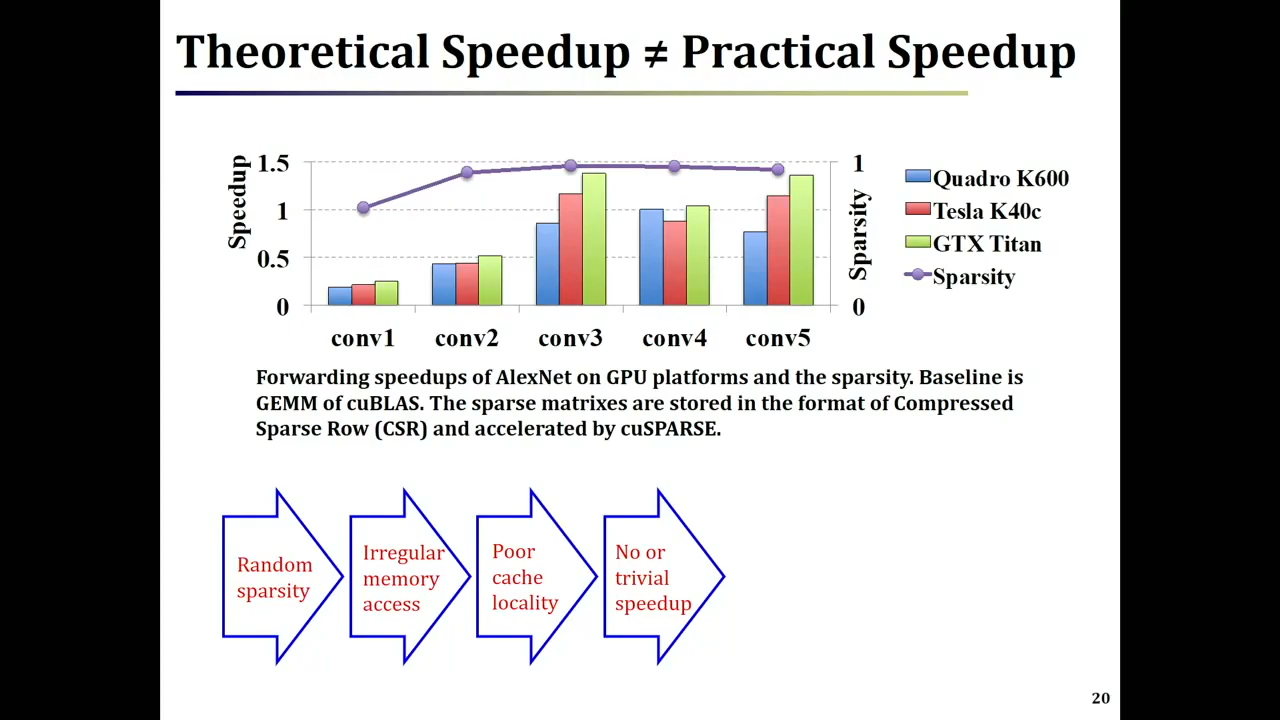 Theoretical Speedup ≠ Practical Speedup
Speedup
1.5
1
0.5
0
1
0
Sparsity
conv1 conv2 conv3 conv4 conv5
Quadro K600
Tesla K40c
GTX Titan
Sparsity
Forwarding speedups of AlexNet on GPU platforms and the sparsity. Baseline is
GEMM of cuBLAS. The sparse matrixes are stored in the format of Compressed
Sparse Row (CSR) and accelerated by cuSPARSE.
Random
sparsity
Irregular
memory
access
Poor
cache
locality
No or
trivial
speedup
20